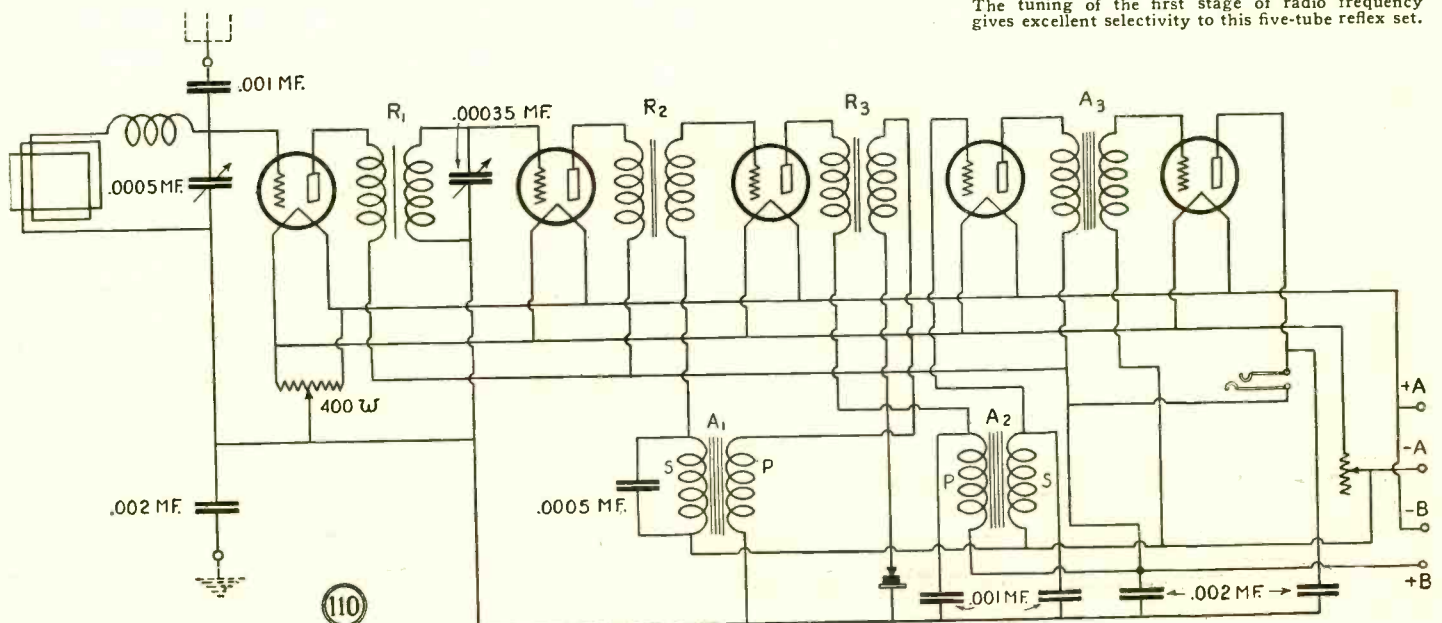 The tuning of the first stage of radio frequency
gives excellent selectivity to this five-tube reflex set.
.001 MF.
R1
.00035 MF.
R2
R3
A3
.0005 MF.
400 ω
A1
S
P
.0005 MF.
A2
P
S
+A
-A
-B
+B
.002 MF.
.001 MF.
.002 MF.
110